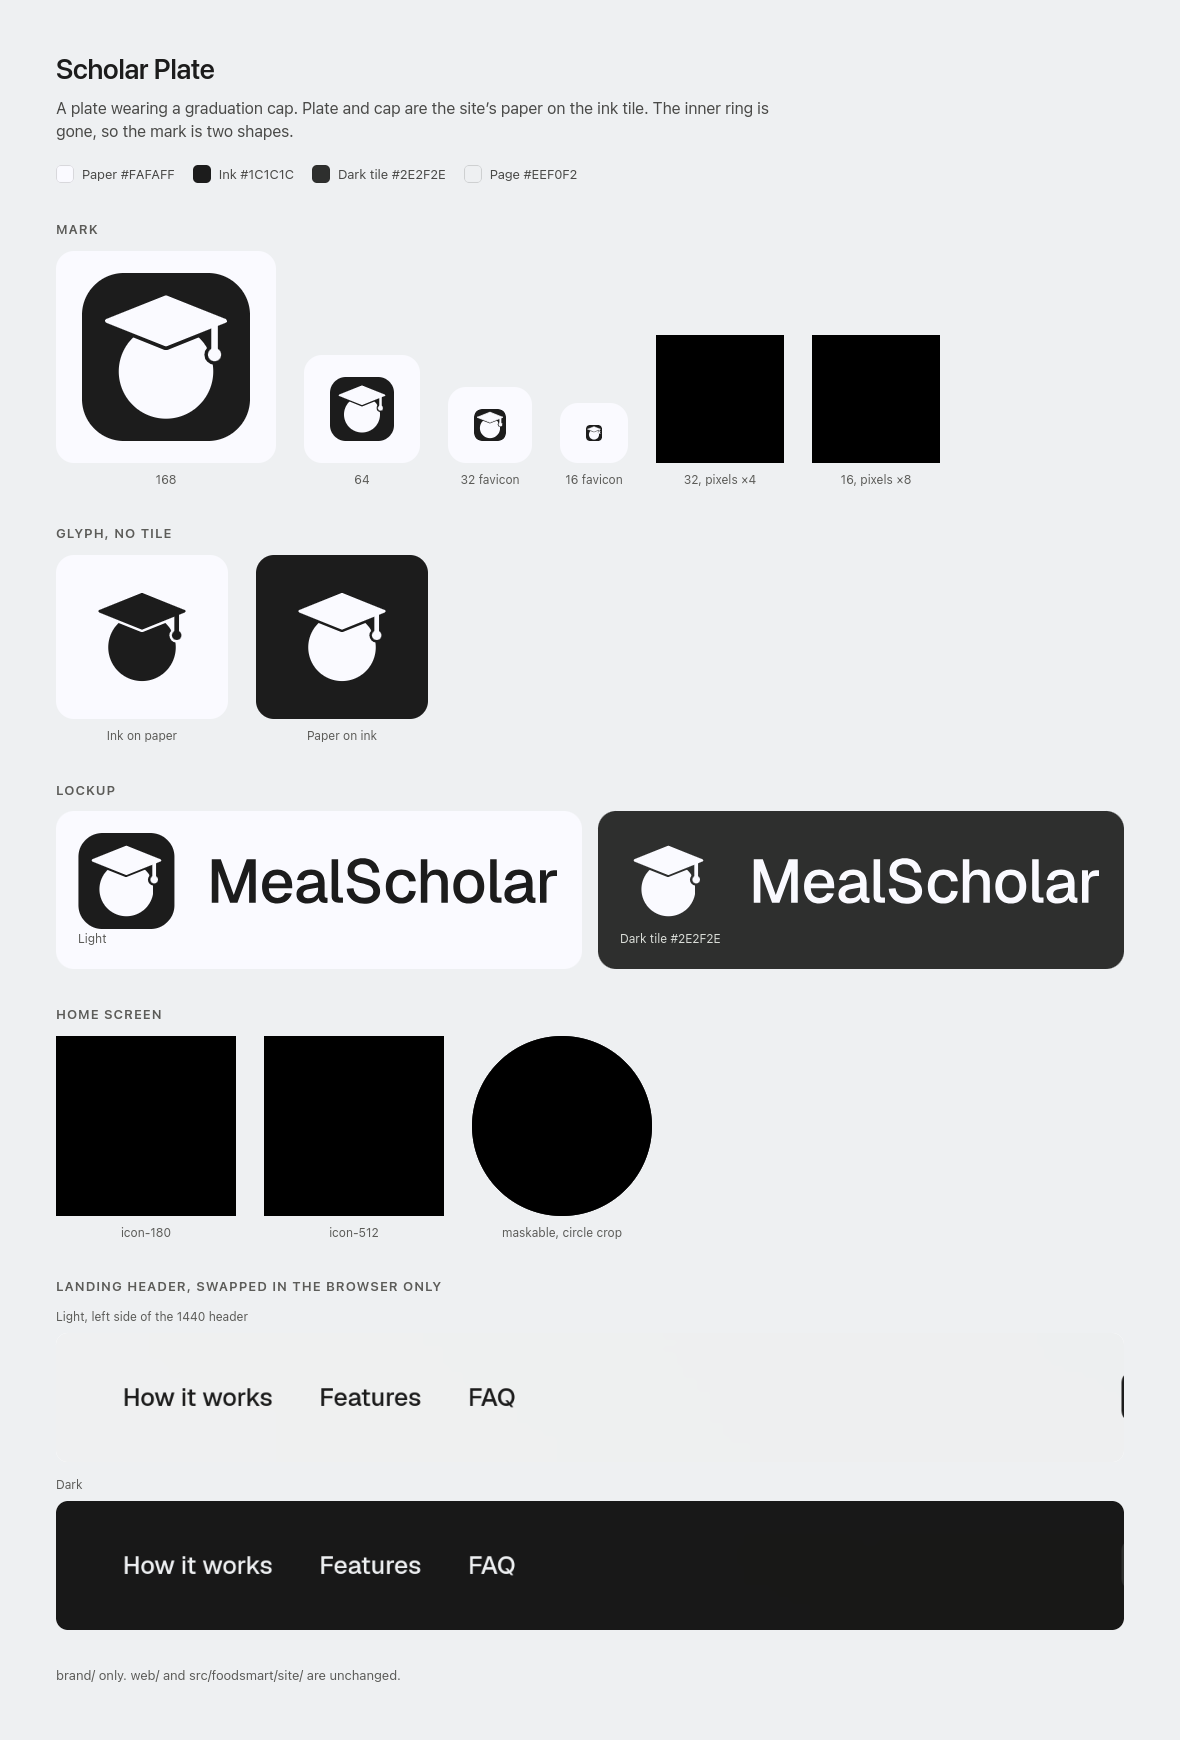 Scholar Plate
A plate wearing a graduation cap. Plate and cap are the site’s paper on the ink tile. The inner ring is
gone, so the mark is two shapes.
Paper #FAFAFF Ink #1C1C1C Dark tile #2E2F2E Page #EEF0F2
MARK
168 64 32 favicon 16 favicon 32, pixels ×4 16, pixels ×8
GLYPH, NO TILE
Ink on paper Paper on ink
LOCKUP
MealScholar MealScholar
Light Dark tile #2E2F2E
HOME SCREEN
icon-180 icon-512 maskable, circle crop
LANDING HEADER, SWAPPED IN THE BROWSER ONLY
Light, left side of the 1440 header
How it works Features FAQ
Dark
How it works Features FAQ
brand/ only. web/ and src/foodsmart/site/ are unchanged.